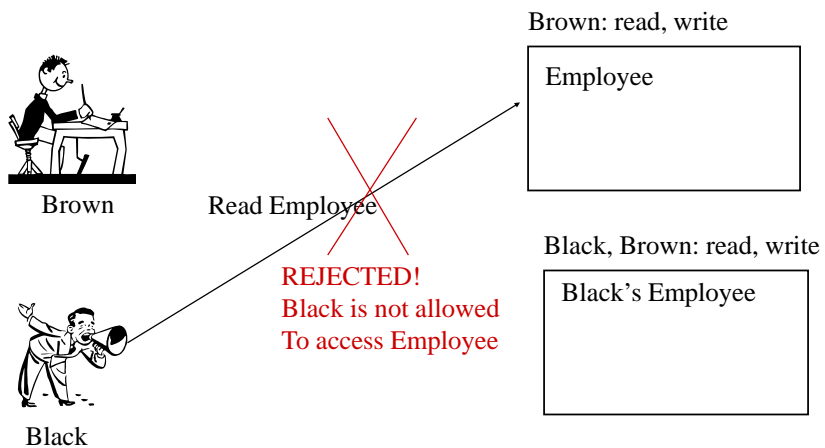 Brown: read, write
Employee
Brown
Read Employee
Black, Brown: read, write
REJECTED!
Black is not allowed
To access Employee
Black’s Employee
Black